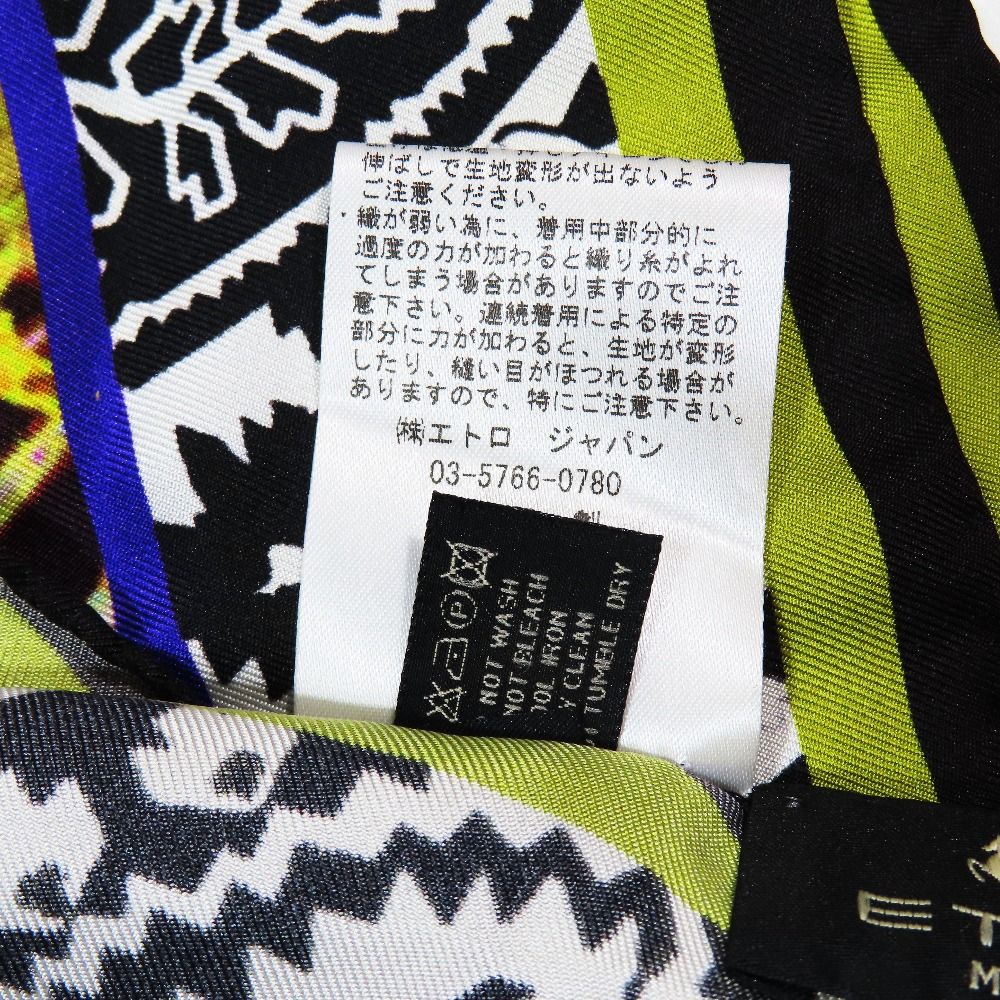 伸ばしで生地変形が出ないよう
ご注意ください。
・織が弱い為に、着用中部分的に
過度の力が加わると織り糸がよれ
てしまう場合がありますのでご注
意下さい。連続着用による特定の
部分に力が加わると、生地が変形
したり、縫い目がほつれる場合が
ありますので、特にご注意下さい。
㈱エトロ ジャパン
03-5766-0780
NOT WASH
NOT BLEACH
OOL IRON
Y CLEAN
TUMBLE DRY
E T
M